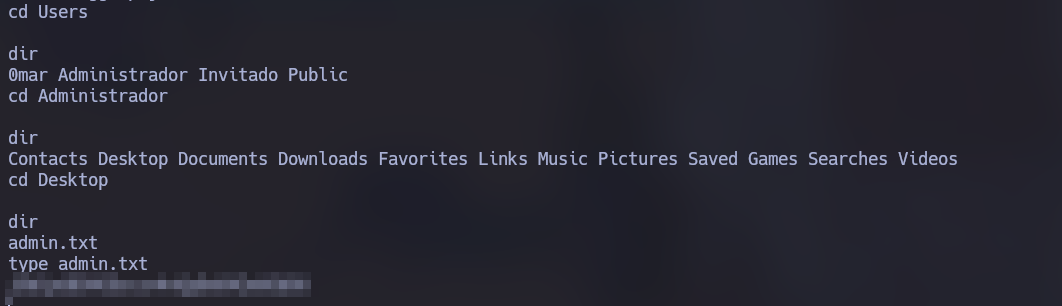 cd Users
dir
0mar Administrador Invitado Public
cd Administrador
dir
Contacts Desktop Documents Downloads Favorites Links Music Pictures Saved Games Searches Videos
cd Desktop
dir
admin.txt
type admin.txt